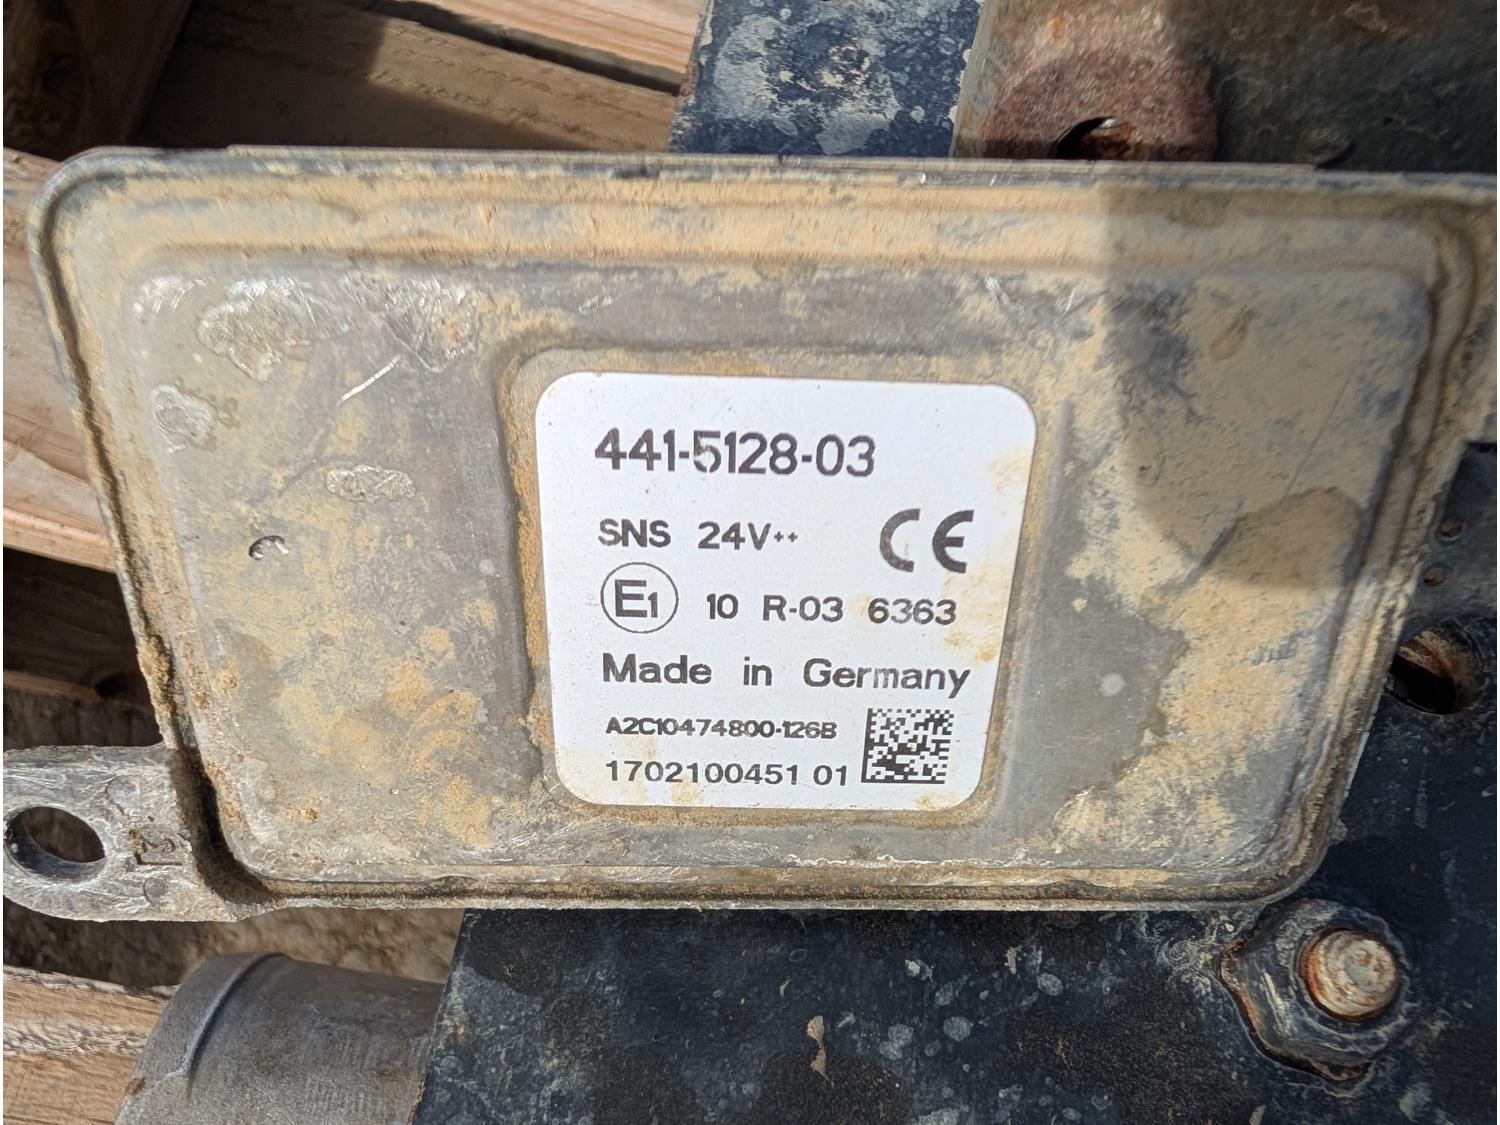 441-5128-03
SNS 24V⎓
CE
E1 10 R-03 6363
Made in Germany
A2C10474800-126B
1702100451 01